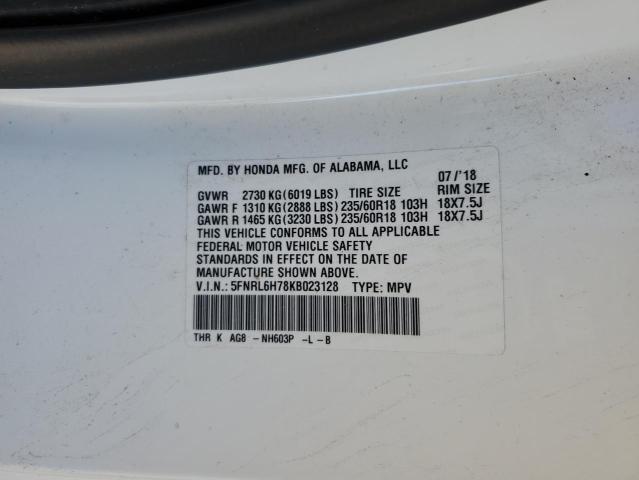 MFD. BY HONDA MFG. OF ALABAMA, LLC 07/'18
GVWR 2730 KG(6019 LBS) TIRE SIZE RIM SIZE
GAWR F 1310 KG(2888 LBS) 235/60R18 103H 18X7.5J
GAWR R 1465 KG(3230 LBS) 235/60R18 103H 18X7.5J
THIS VEHICLE CONFORMS TO ALL APPLICABLE
FEDERAL MOTOR VEHICLE SAFETY
STANDARDS IN EFFECT ON THE DATE OF
MANUFACTURE SHOWN ABOVE.
V.I.N.: 5FNRL6H78KB023128 TYPE: MPV
THR K AG8 -NH603P -L-B